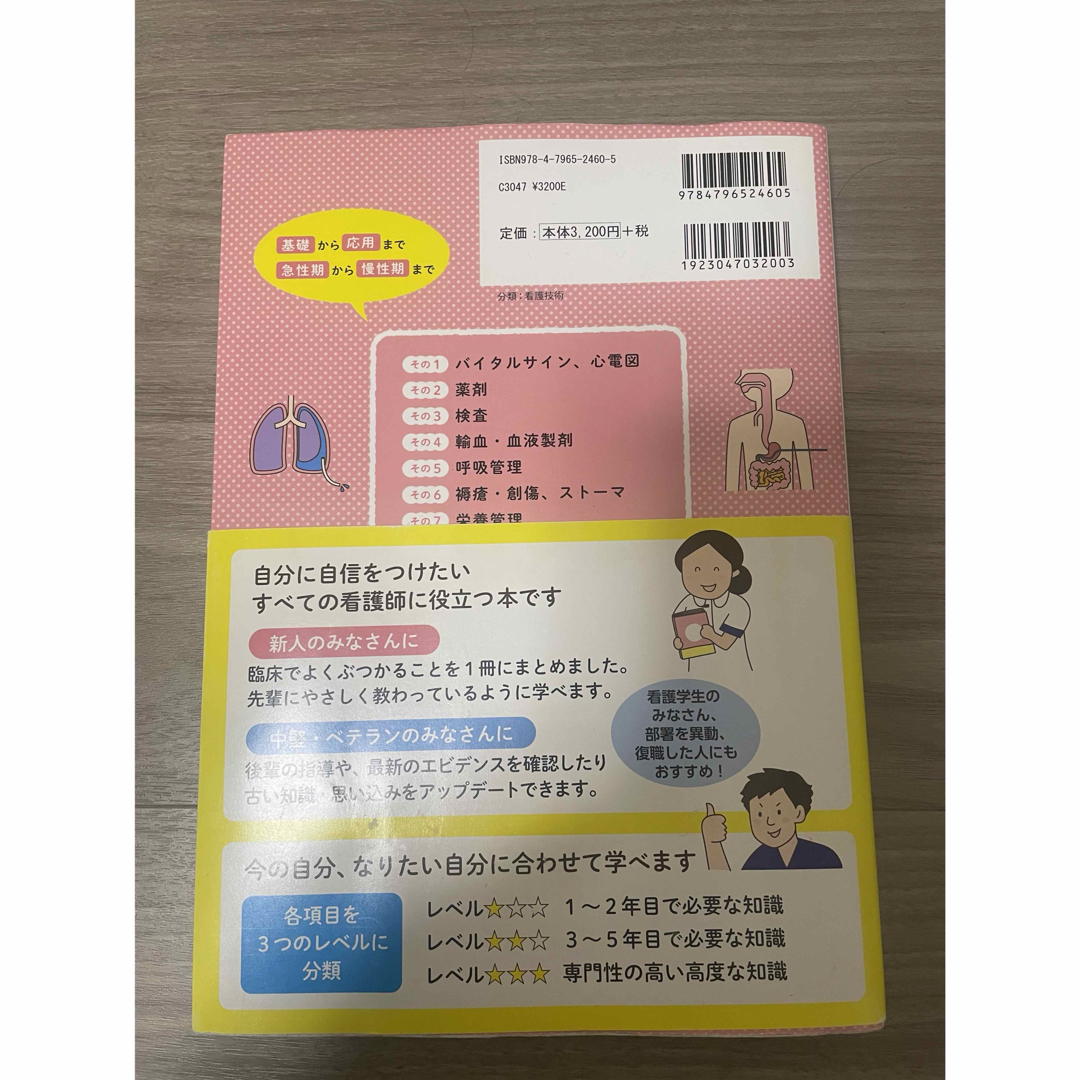 ISBN978-4-7965-2460-5
C3047 ¥3200E
定価：本体3,200円+税
9784796524605
1923047032003
分類：看護技術
基礎から応用まで
急性期から慢性期まで
その1 バイタルサイン、心電図
その2 薬剤
その3 検査
その4 輸血・血液製剤
その5 呼吸管理
その6 褥瘡・創傷、ストーマ
その7 栄養管理
自分に自信をつけたい
すべての看護師に役立つ本です
新人のみなさんに
臨床でよくぶつかることを1冊にまとめました。
先輩にやさしく教わっているように学べます。
中堅・ベテランのみなさんに
後輩の指導や、最新のエビデンスを確認したり
古い知識・思い込みをアップデートできます。
看護学生の
みなさん、
部署を異動、
復職した人にも
おすすめ！
今の自分、なりたい自分に合わせて学べます
各項目を
3つのレベルに
分類
レベル★☆☆ 1～2年目で必要な知識
レベル★★☆ 3～5年目で必要な知識
レベル★★★ 専門性の高い高度な知識